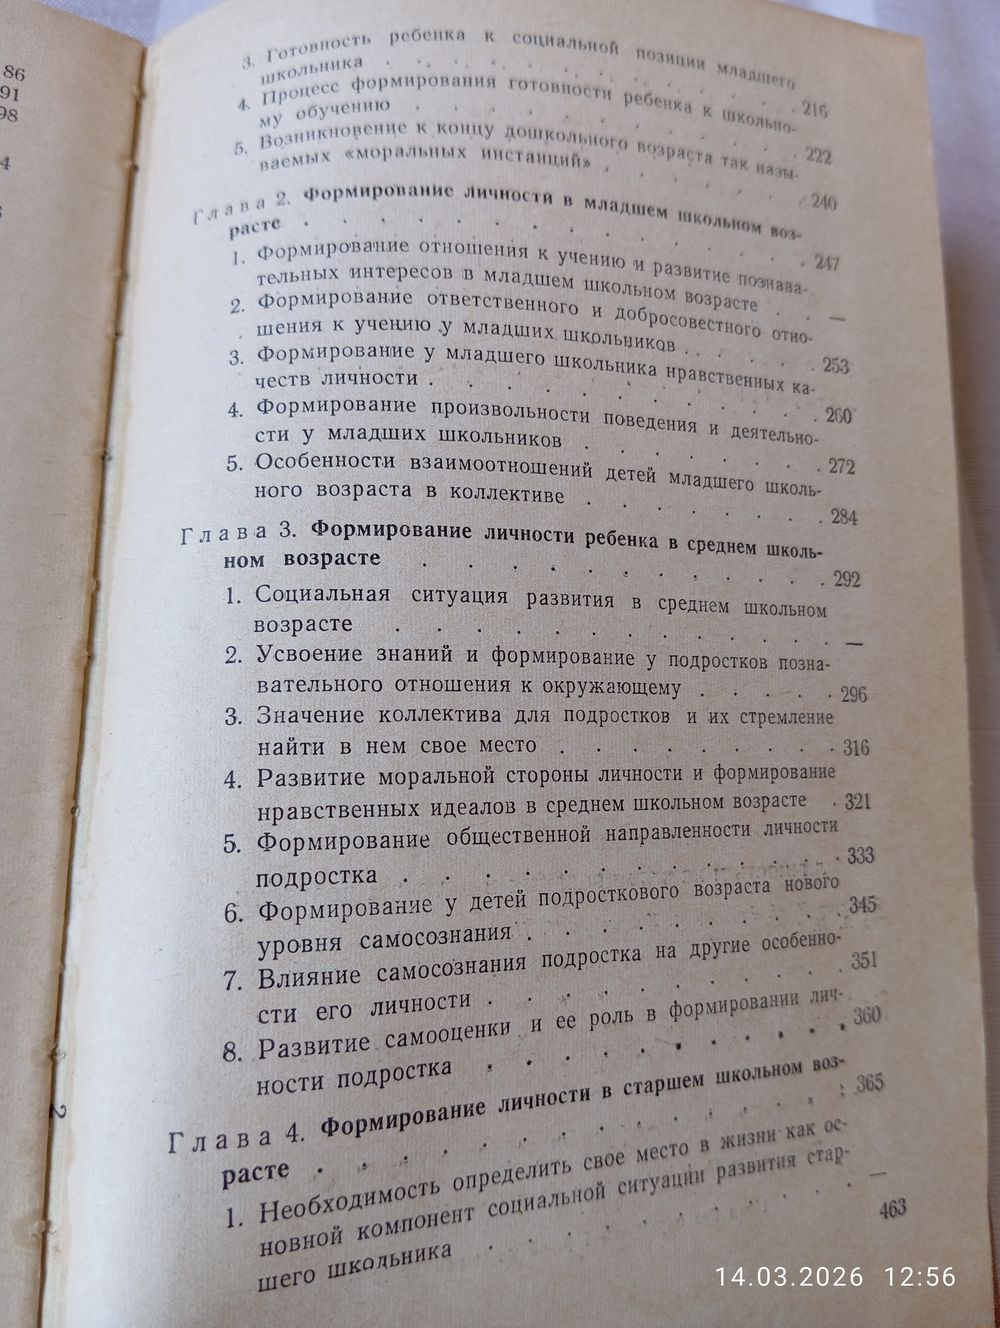 86
91
98
4
3. Готовность ребенка к социальной позиции младшего
школьника . . . . . . . . . . 216
4. Процесс формирования готовности ребенка к школьно-
му обучению . . . . . . . . . 222
5. Возникновение к концу дошкольного возраста так назы-
ваемых «моральных инстанций» . . . . . . 240
Глава 2. Формирование личности в младшем школьном воз-
расте . . . . . . . . . . . 247
1. Формирование отношения к учению и развитие познава-
тельных интересов в младшем школьном возрасте . . —
2. Формирование ответственного и добросовестного отно-
шения к учению у младших школьников . . . . . 253
3. Формирование у младшего школьника нравственных ка-
честв личности . . . . . . . . . . 260
4. Формирование произвольности поведения и деятельно-
сти у младших школьников . . . . . . . 272
5. Особенности взаимоотношений детей младшего школь-
ного возраста в коллективе . . . . . . . 284
Глава 3. Формирование личности ребенка в среднем школь-
ном возрасте . . . . . . . . . . 292
1. Социальная ситуация развития в среднем школьном
возрасте . . . . . . . . . . . . —
2. Усвоение знаний и формирование у подростков позна-
вательного отношения к окружающему . . . . . 296
3. Значение коллектива для подростков и их стремление
найти в нем свое место . . . . . . . . 316
4. Развитие моральной стороны личности и формирование
нравственных идеалов в среднем школьном возрасте . 321
5. Формирование общественной направленности личности
подростка . . . . . . . . . . . . 333
6. Формирование у детей подросткового возраста нового
уровня самосознания . . . . . . . . . 345
7. Влияние самосознания подростка на другие особенно-
сти его личности . . . . . . . . . . 351
8. Развитие самооценки и ее роль в формировании лич-
ности подростка . . . . . . . . . . 360
Глава 4. Формирование личности в старшем школьном воз-
расте . . . . . . . . . . . . . 365
1. Необходимость определить свое место в жизни как ос-
новной компонент социальной ситуации развития стар-
шего школьника . . . . . . . . . . —
463
2
14.03.2026 12:56